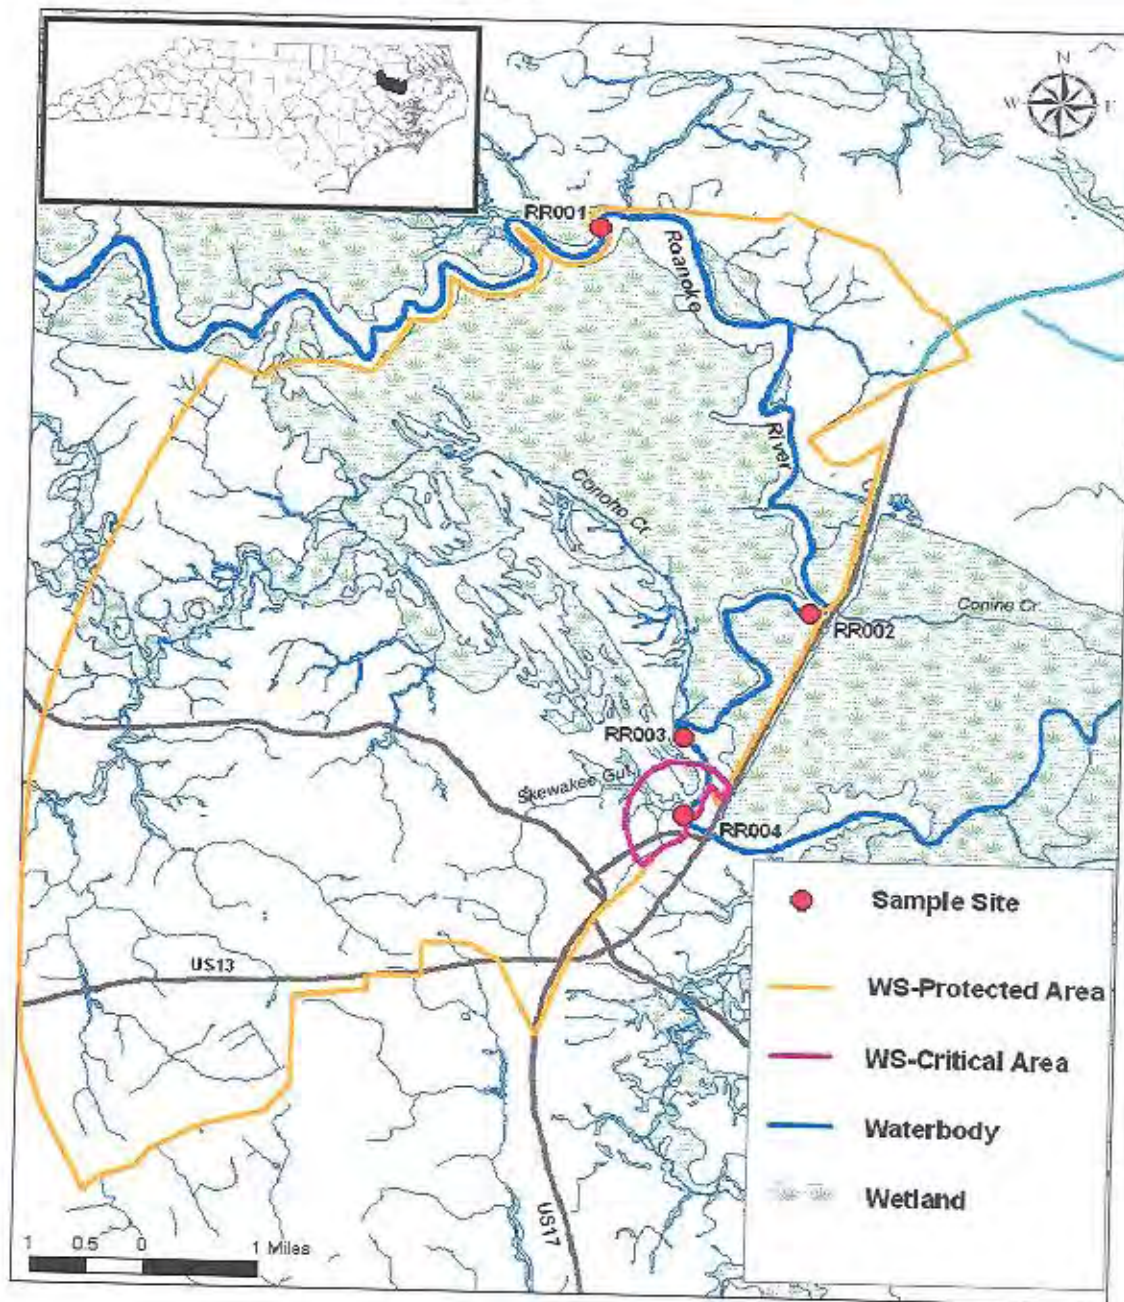 N
W
E
S
RR001
Roanoke
River
Conoho Cr
Conine Cr
RR002
RR003
Skewakee Gut
RR004
US13
US17
Sample Site
WS-Protected Area
WS-Critical Area
Waterbody
Wetland
1 0.5 0 1 Miles